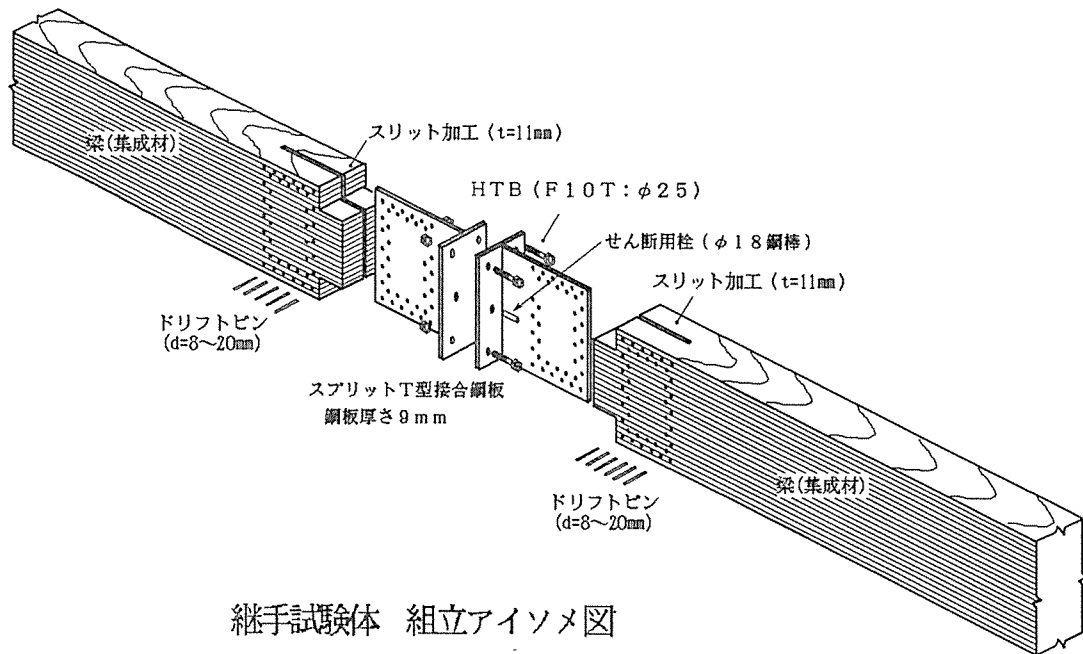 スリット加工(t=11mm)
梁(集成材)
HTB(F10T:φ25)
せん断用栓(φ18鋼棒)
スリット加工(t=11mm)
ドリフトピン
(d=8～20mm)
スプリットT型接合鋼板
鋼板厚さ9mm
梁(集成材)
ドリフトピン
(d=8～20mm)
継手試験体 組立アイソメ図